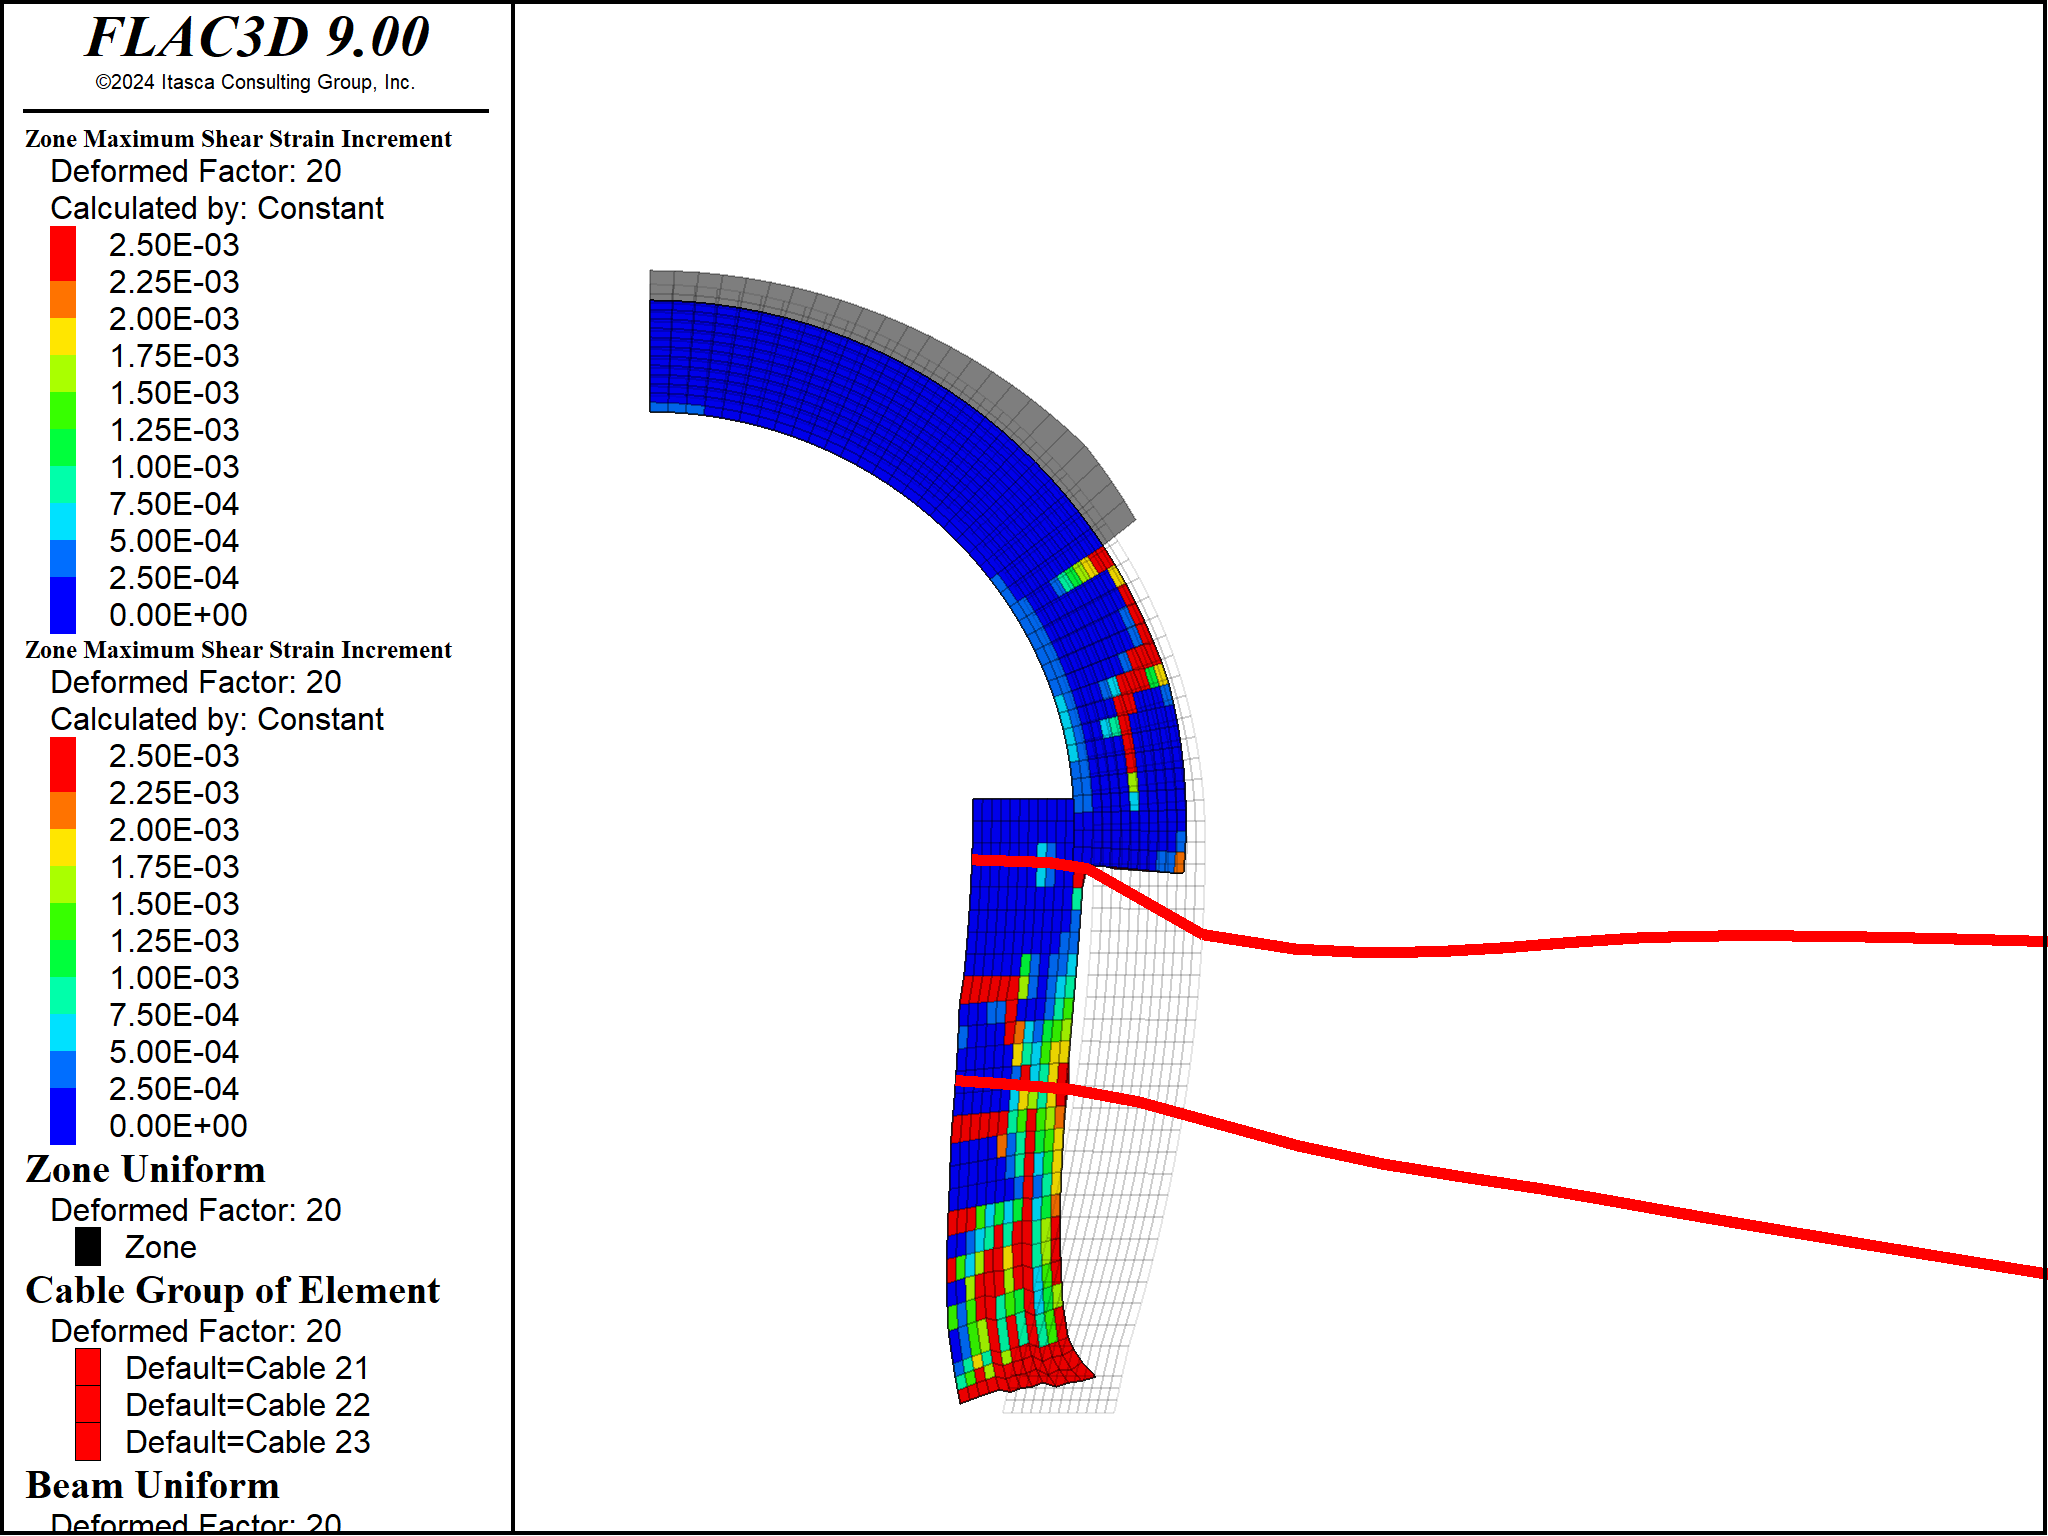 FLAC3D 9.00
©2024 Itasca Consulting Group, Inc.
Zone Maximum Shear Strain Increment
Deformed Factor: 20
Calculated by: Constant
2.50E-03
2.25E-03
2.00E-03
1.75E-03
1.50E-03
1.25E-03
1.00E-03
7.50E-04
5.00E-04
2.50E-04
0.00E+00
Zone Maximum Shear Strain Increment
Deformed Factor: 20
Calculated by: Constant
2.50E-03
2.25E-03
2.00E-03
1.75E-03
1.50E-03
1.25E-03
1.00E-03
7.50E-04
5.00E-04
2.50E-04
0.00E+00
Zone Uniform
Deformed Factor: 20
Zone
Cable Group of Element
Deformed Factor: 20
Default=Cable 21
Default=Cable 22
Default=Cable 23
Beam Uniform
Deformed Factor: 20